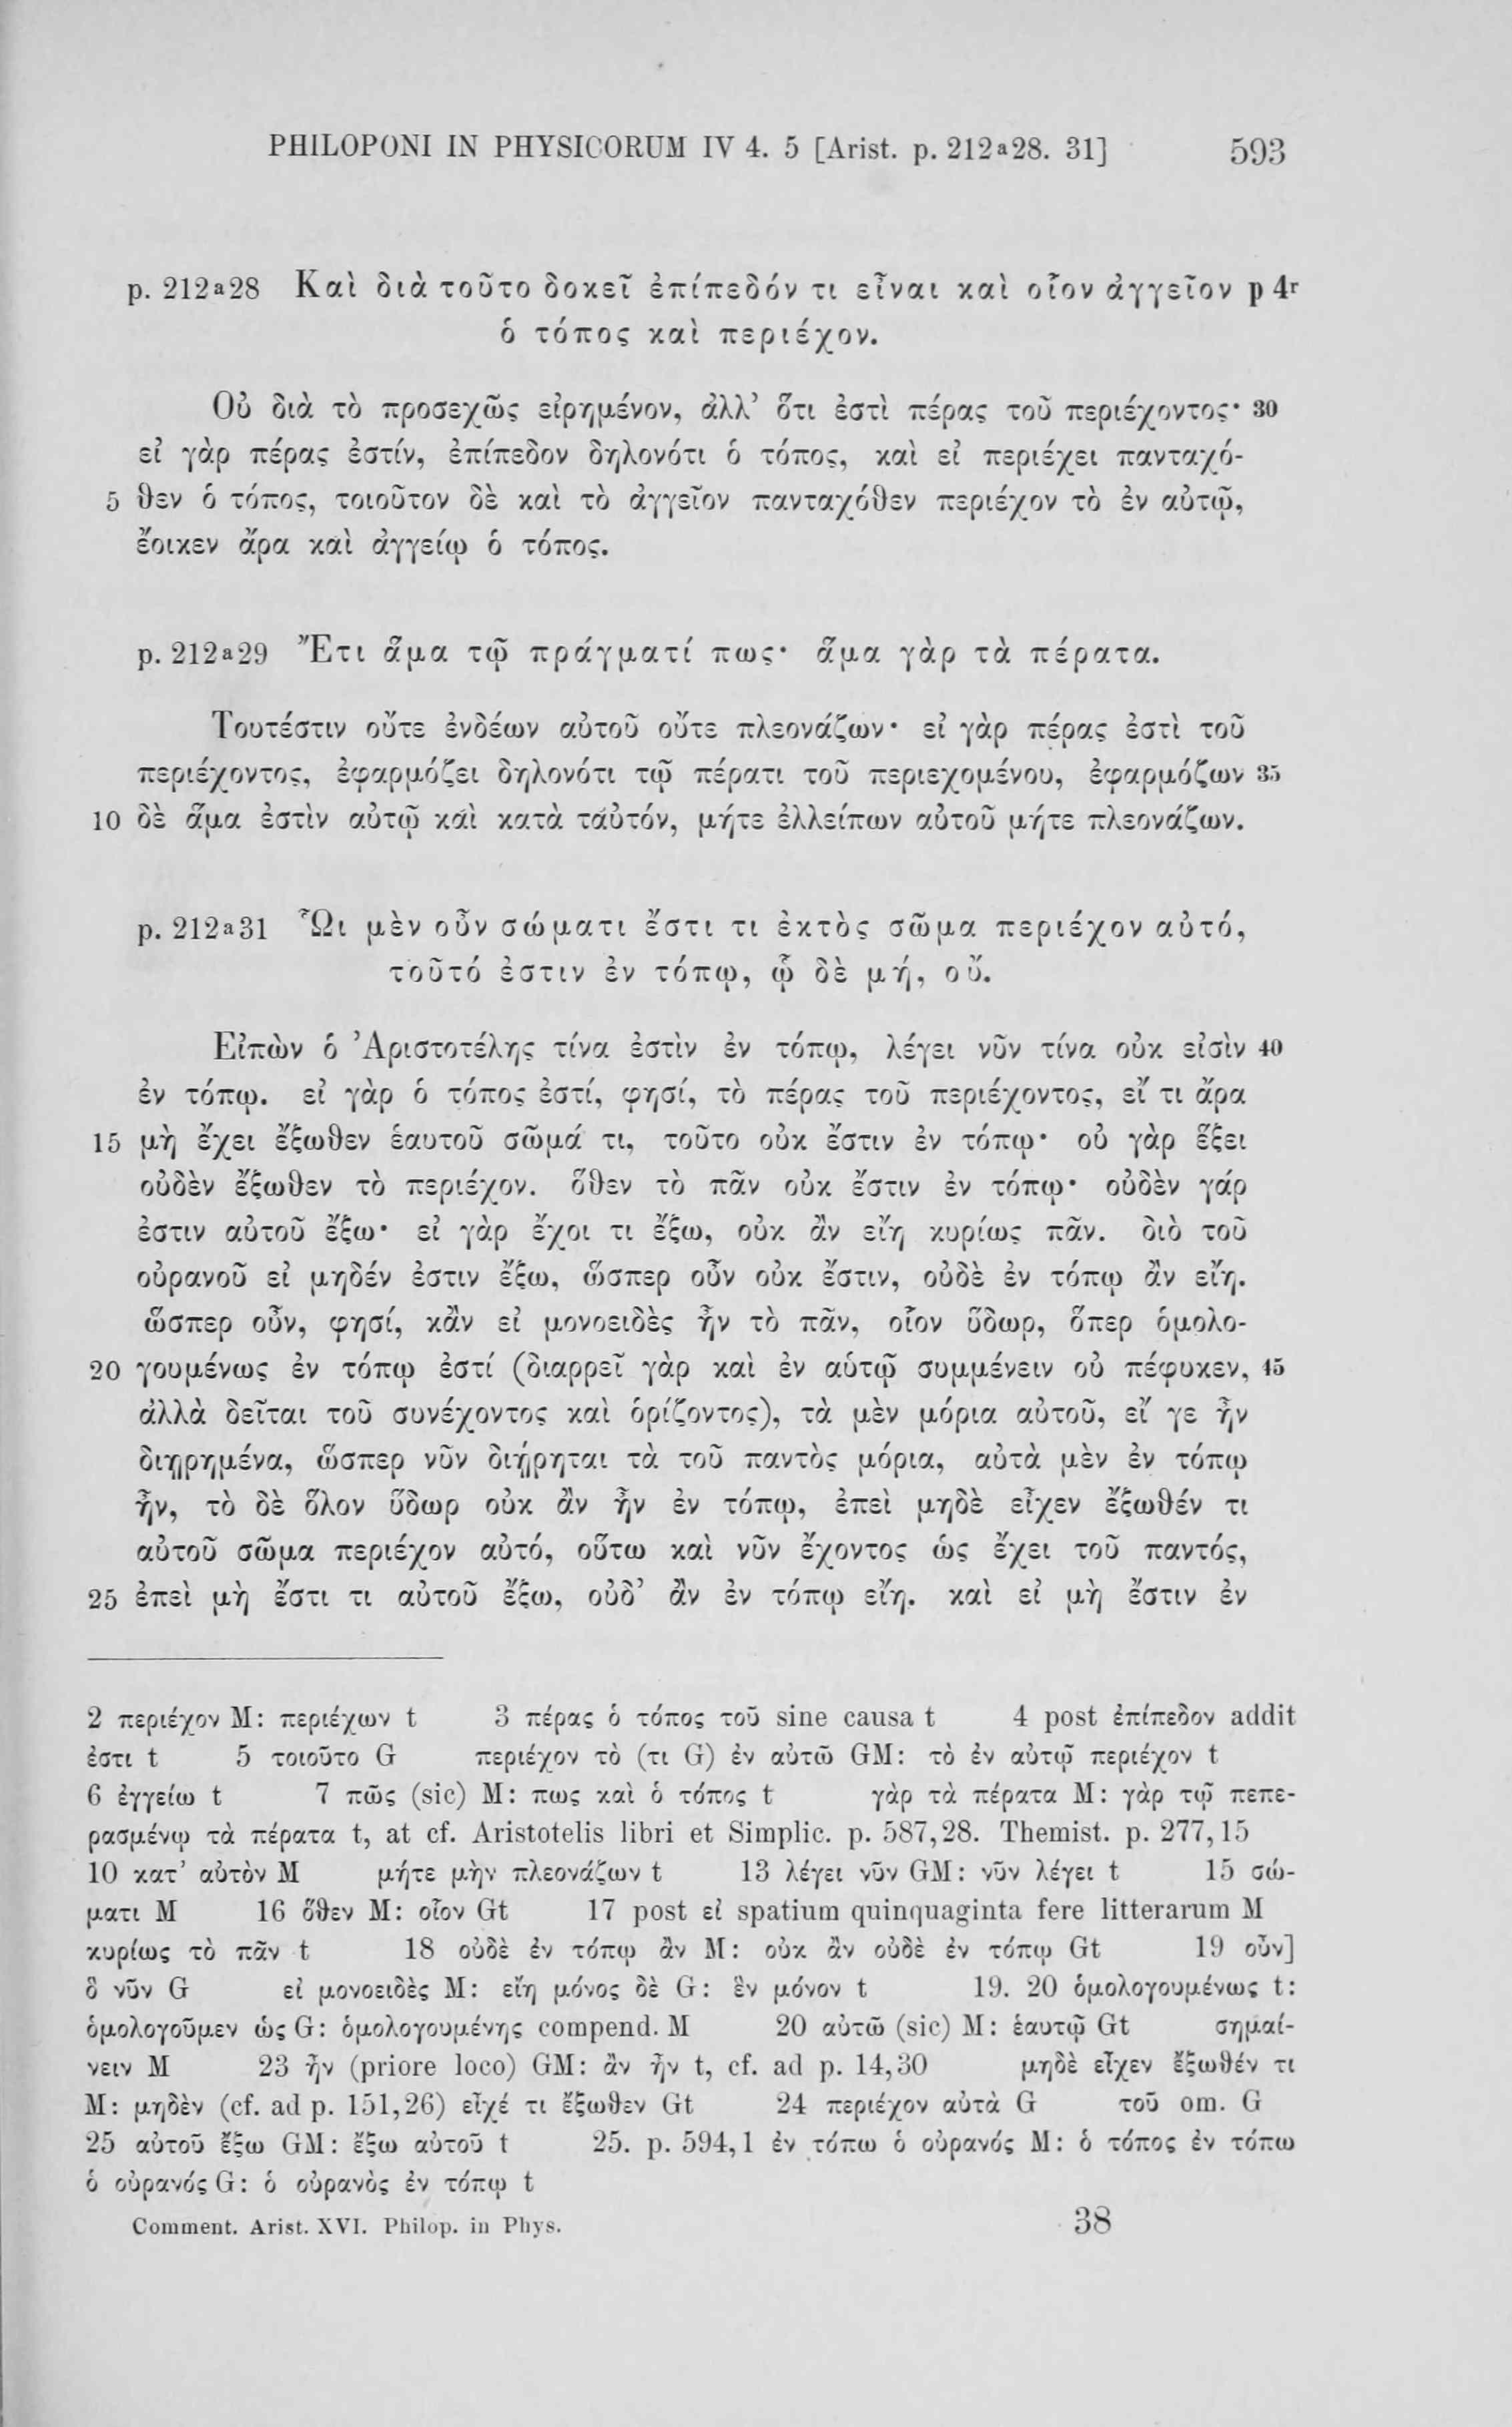 PHILOPONI IN PHYSICORUM IV 4. 5 [Arist. p. 212a28. 31] 593
p. 212a28 Καὶ διὰ τοῦτο δοκεῖ ἐπίπεδόν τι εἶναι καὶ οἷον ἀγγεῖον p 4r
ὁ τόπος καὶ περιέχον.
Οὐ διὰ τὸ προσεχῶς εἰρημένον, ἀλλ’ ὅτι ἐστὶ πέρας τοῦ περιέχοντος· 30
εἰ γὰρ πέρας ἐστίν, ἐπίπεδον δηλονότι ὁ τόπος, καὶ εἰ περιέχει πανταχό-
5 θεν ὁ τόπος, τοιοῦτον δὲ καὶ τὸ ἀγγεῖον πανταχόθεν περιέχον τὸ ἐν αὐτῷ,
ἔοικεν ἄρα καὶ ἀγγείῳ ὁ τόπος.
p. 212a29 Ἔτι ἅμα τῷ πράγματί πως· ἅμα γὰρ τὰ πέρατα.
Τουτέστιν οὔτε ἐνδέων αὐτοῦ οὔτε πλεονάζων· εἰ γὰρ πέρας ἐστὶ τοῦ
περιέχοντος, ἐφαρμόζει δηλονότι τῷ πέρατι τοῦ περιεχομένου, ἐφαρμόζων 35
10 δὲ ἅμα ἐστὶν αὐτῷ καὶ κατὰ ταὐτόν, μήτε ἐλλείπων αὐτοῦ μήτε πλεονάζων.
p. 212a31 Ὧι μὲν οὖν σώματι ἔστι τι ἐκτὸς σῶμα περιέχον αὐτό,
τοῦτό ἐστιν ἐν τόπῳ, ᾧ δὲ μή, οὔ.
Εἰπὼν ὁ Ἀριστοτέλης τίνα ἐστὶν ἐν τόπῳ, λέγει νῦν τίνα οὐκ εἰσὶν 40
ἐν τόπῳ. εἰ γὰρ ὁ τόπος ἐστί, φησί, τὸ πέρας τοῦ περιέχοντος, εἴ τι ἄρα
15 μὴ ἔχει ἔξωθεν ἑαυτοῦ σῶμά τι, τοῦτο οὐκ ἔστιν ἐν τόπῳ· οὐ γὰρ ἕξει
οὐδὲν ἔξωθεν τὸ περιέχον. ὅθεν τὸ πᾶν οὐκ ἔστιν ἐν τόπῳ· οὐδὲν γάρ
ἐστιν αὐτοῦ ἔξω· εἰ γὰρ ἔχοι τι ἔξω, οὐκ ἂν εἴη κυρίως πᾶν. διὸ τοῦ
οὐρανοῦ εἰ μηδέν ἐστιν ἔξω, ὥσπερ οὖν οὐκ ἔστιν, οὐδὲ ἐν τόπῳ ἂν εἴη.
ὥσπερ οὖν, φησί, κἂν εἰ μονοειδὲς ἦν τὸ πᾶν, οἷον ὕδωρ, ὅπερ ὁμολο-
20 γουμένως ἐν τόπῳ ἐστί (διαρρεῖ γὰρ καὶ ἐν αὑτῷ συμμένειν οὐ πέφυκεν, 45
ἀλλὰ δεῖται τοῦ συνέχοντος καὶ ὁρίζοντος), τὰ μὲν μόρια αὐτοῦ, εἴ γε ἦν
διῃρημένα, ὥσπερ νῦν διῄρηται τὰ τοῦ παντὸς μόρια, αὐτὰ μὲν ἐν τόπῳ
ἦν, τὸ δὲ ὅλον ὕδωρ οὐκ ἂν ἦν ἐν τόπῳ, ἐπεὶ μηδὲ εἶχεν ἔξωθέν τι
αὐτοῦ σῶμα περιέχον αὐτό, οὕτω καὶ νῦν ἔχοντος ὡς ἔχει τοῦ παντός,
25 ἐπεὶ μὴ ἔστι τι αὐτοῦ ἔξω, οὐδ’ ἂν ἐν τόπῳ εἴη. καὶ εἰ μὴ ἔστιν ἐν
2 περιέχον M: περιέχων t 3 πέρας ὁ τόπος τοῦ sine causa t 4 post ἐπίπεδον addit
ἐστι t 5 τοιοῦτο G περιέχον τὸ (τι G) ἐν αὐτῶ GM: τὸ ἐν αὐτῷ περιέχον t
6 ἐγγείω t 7 πῶς (sic) M: πως καὶ ὁ τόπος t γὰρ τὰ πέρατα M: γὰρ τῷ πεπε-
ρασμένῳ τὰ πέρατα t, at cf. Aristotelis libri et Simplic. p. 587,28. Themist. p. 277,15
10 κατ’ αὐτὸν M μήτε μὴν πλεονάζων t 13 λέγει νῦν GM: νῦν λέγει t 15 σώ-
ματι M 16 ὅθεν M: οἷον Gt 17 post εἰ spatium quinquaginta fere litterarum M
κυρίως τὸ πᾶν t 18 οὐδὲ ἐν τόπῳ ἂν M: οὐκ ἂν οὐδὲ ἐν τόπῳ Gt 19 οὖν]
ὃ νῦν G εἰ μονοειδὲς M: εἴη μόνος δὲ G: ἓν μόνον t 19. 20 ὁμολογουμένως t:
ὁμολογοῦμεν ὡς G: ὁμολογουμένης compend. M 20 αὐτῶ (sic) M: ἑαυτῷ Gt σημαί-
νειν M 23 ἦν (priore loco) GM: ἂν ἦν t, cf. ad p. 14,30 μηδὲ εἶχεν ἔξωθέν τι
M: μηδὲν (cf. ad p. 151,26) εἶχέ τι ἔξωθεν Gt 24 περιέχον αὐτὰ G τοῦ om. G
25 αὐτοῦ ἔξω GM: ἔξω αὐτοῦ t 25. p. 594,1 ἐν τόπω ὁ οὐρανός M: ὁ τόπος ἐν τόπω
ὁ οὐρανός G: ὁ οὐρανὸς ἐν τόπῳ t
Comment. Arist. XVI. Philop. in Phys. 38